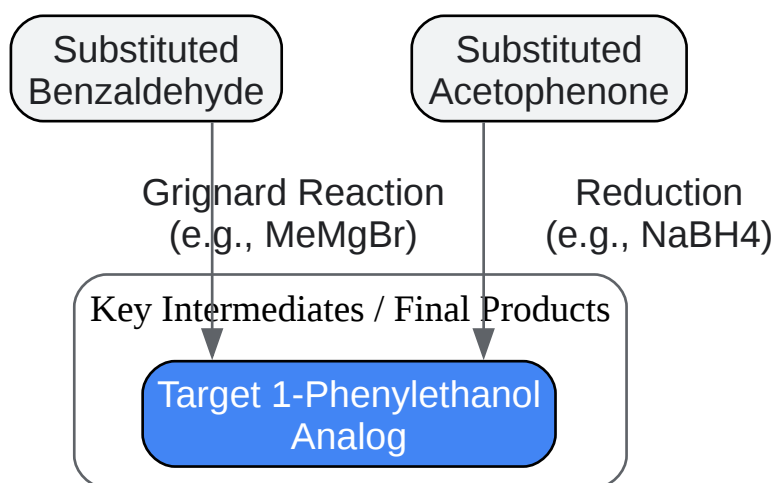 Substituted
Benzaldehyde
Substituted
Acetophenone
Grignard Reaction
(e.g., MeMgBr)
Reduction
(e.g., NaBH4)
Key Intermediates / Final Products
Target 1-Phenylethanol
Analog